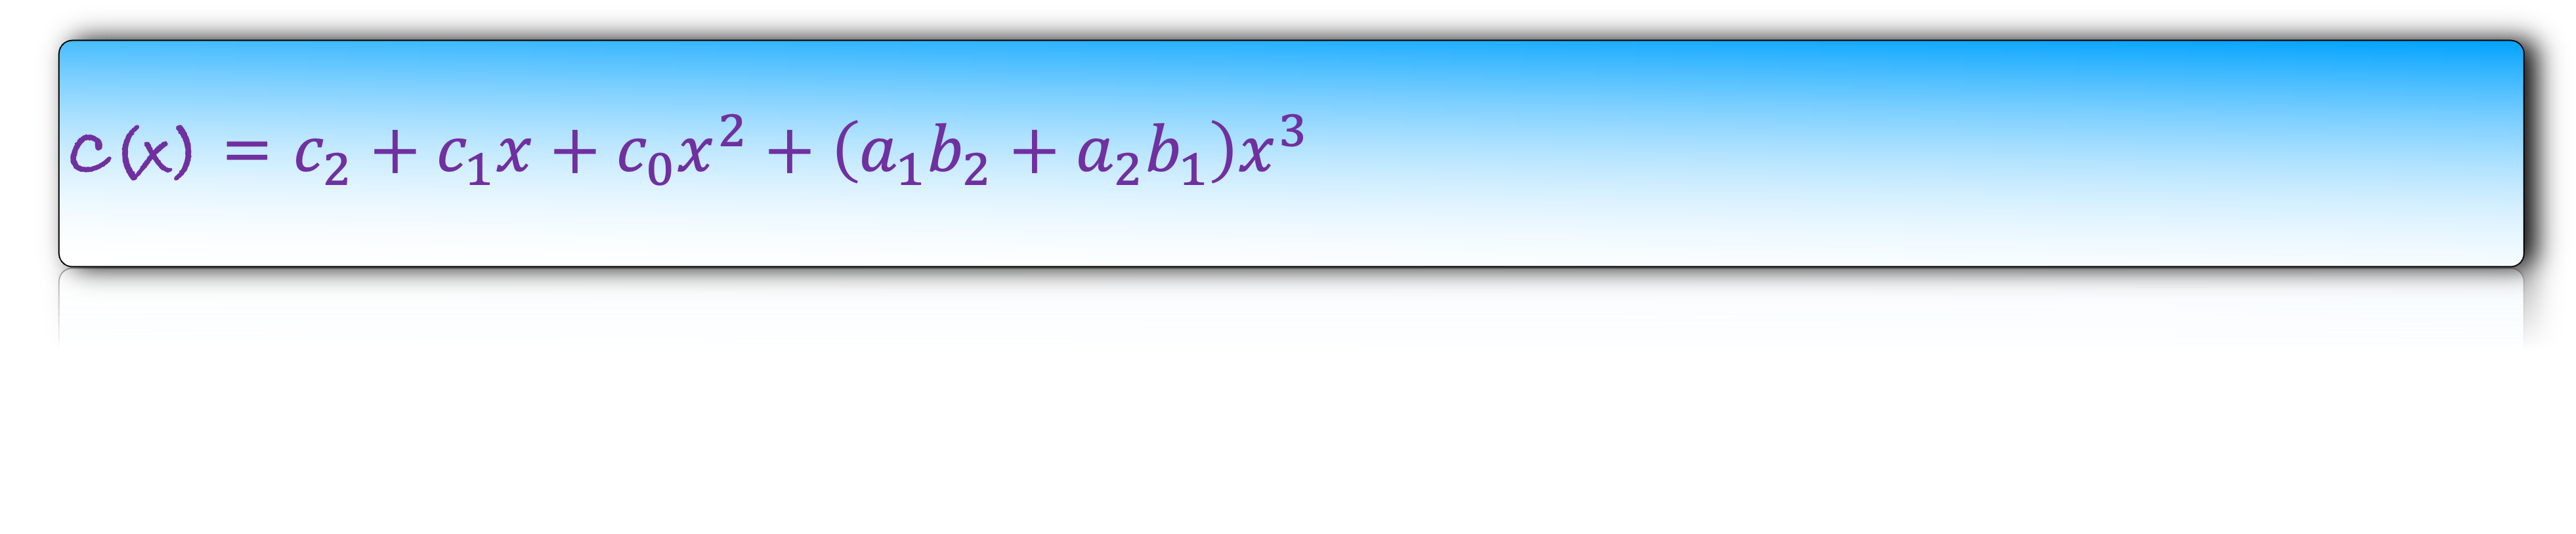 c(x) = c₂ + c₁x + c₀x² + (a₁b₂ + a₂b₁)x³